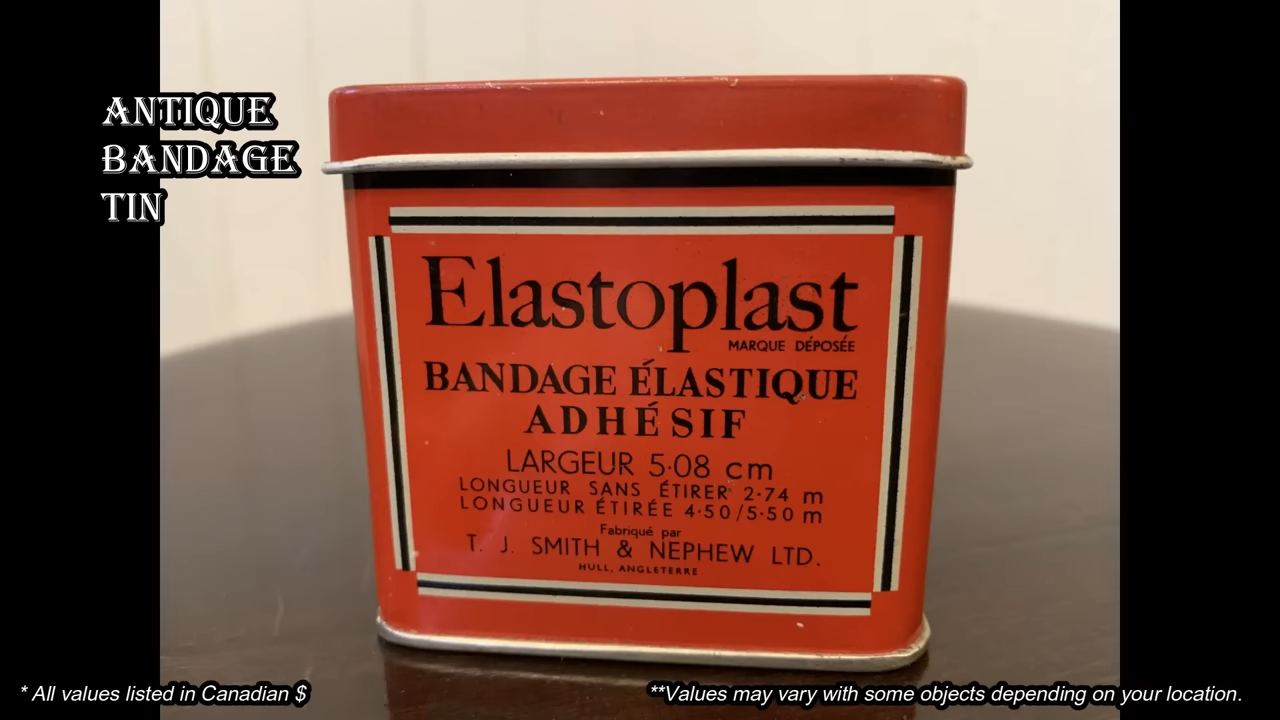 ANTIQUE
BANDAGE
TIN
Elastoplast
MARQUE DÉPOSÉE
BANDAGE ÉLASTIQUE
ADHÉSIF
LARGEUR 5·08 cm
LONGUEUR SANS ÉTIRER 2·74 m
LONGUEUR ÉTIRÉE 4·50/5·50 m
Fabriqué par
T. J. SMITH & NEPHEW LTD.
HULL, ANGLETERRE
* All values listed in Canadian $
**Values may vary with some objects depending on your location.